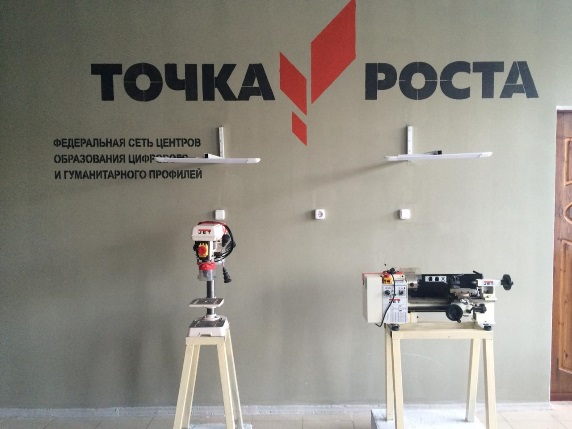 ТОЧКА РОСТА
ФЕДЕРАЛЬНАЯ СЕТЬ ЦЕНТРОВ
ОБРАЗОВАНИЯ ЦИФРОВОГО
И ГУМАНИТАРНОГО ПРОФИЛЕЙ
JET
JET